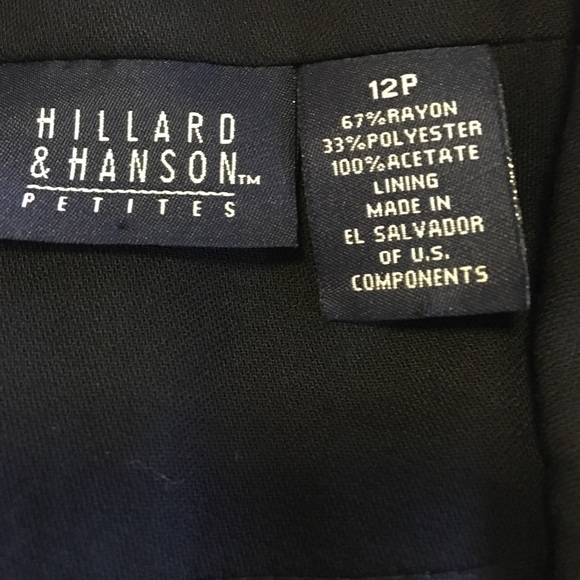 HILLARD
& HANSON™
PETITES
12P
67%RAYON
33%POLYESTER
100%ACETATE
LINING
MADE IN
EL SALVADOR
OF U.S.
COMPONENTS